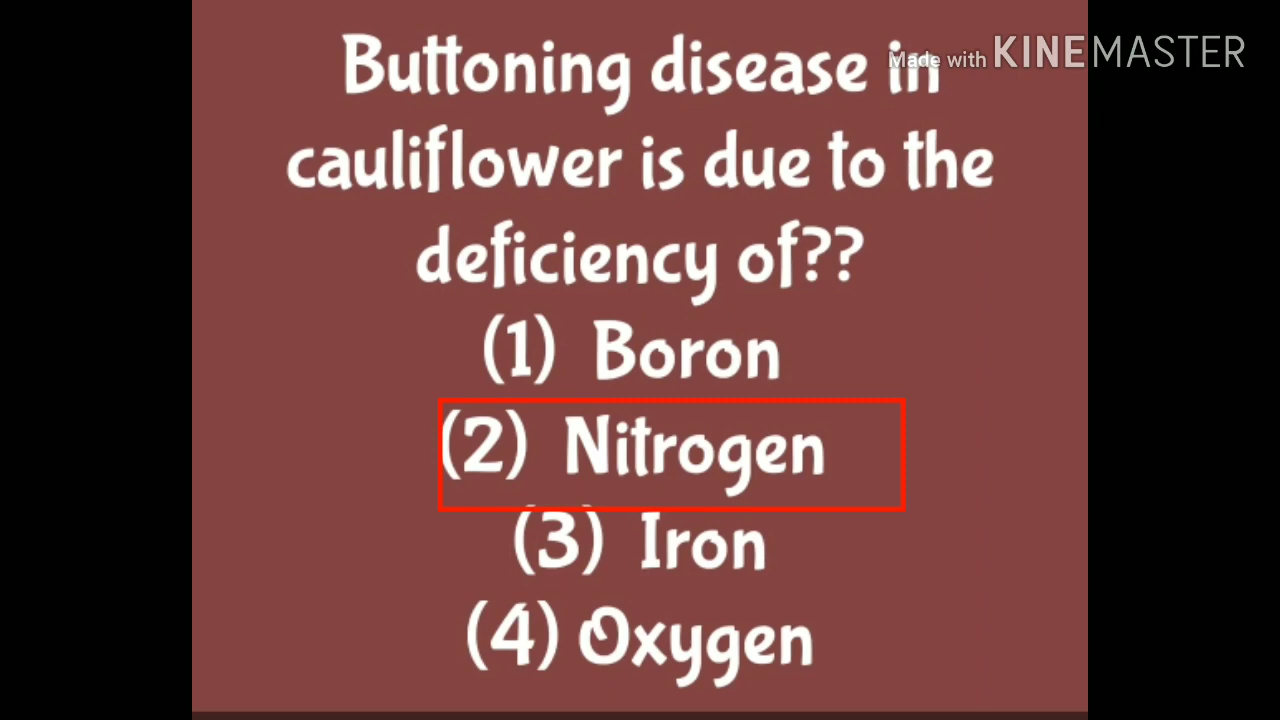 Buttoning disease in
Made with KINEMASTER
cauliflower is due to the
deficiency of??
(1) Boron
(2) Nitrogen
(3) Iron
(4) Oxygen